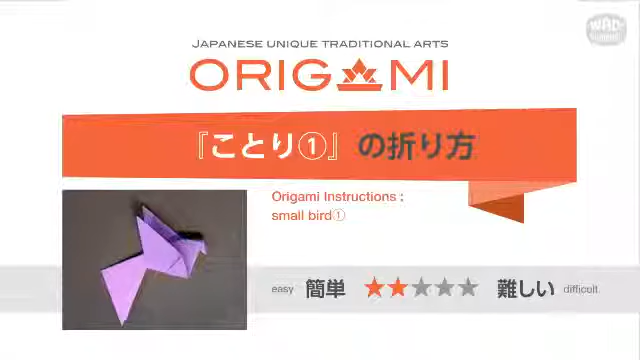 JAPANESE UNIQUE TRADITIONAL ARTS
ORIGAMI
『ことり①』の折り方
Origami Instructions :
small bird①
easy 簡単 ★★★★★ 難しい difficult